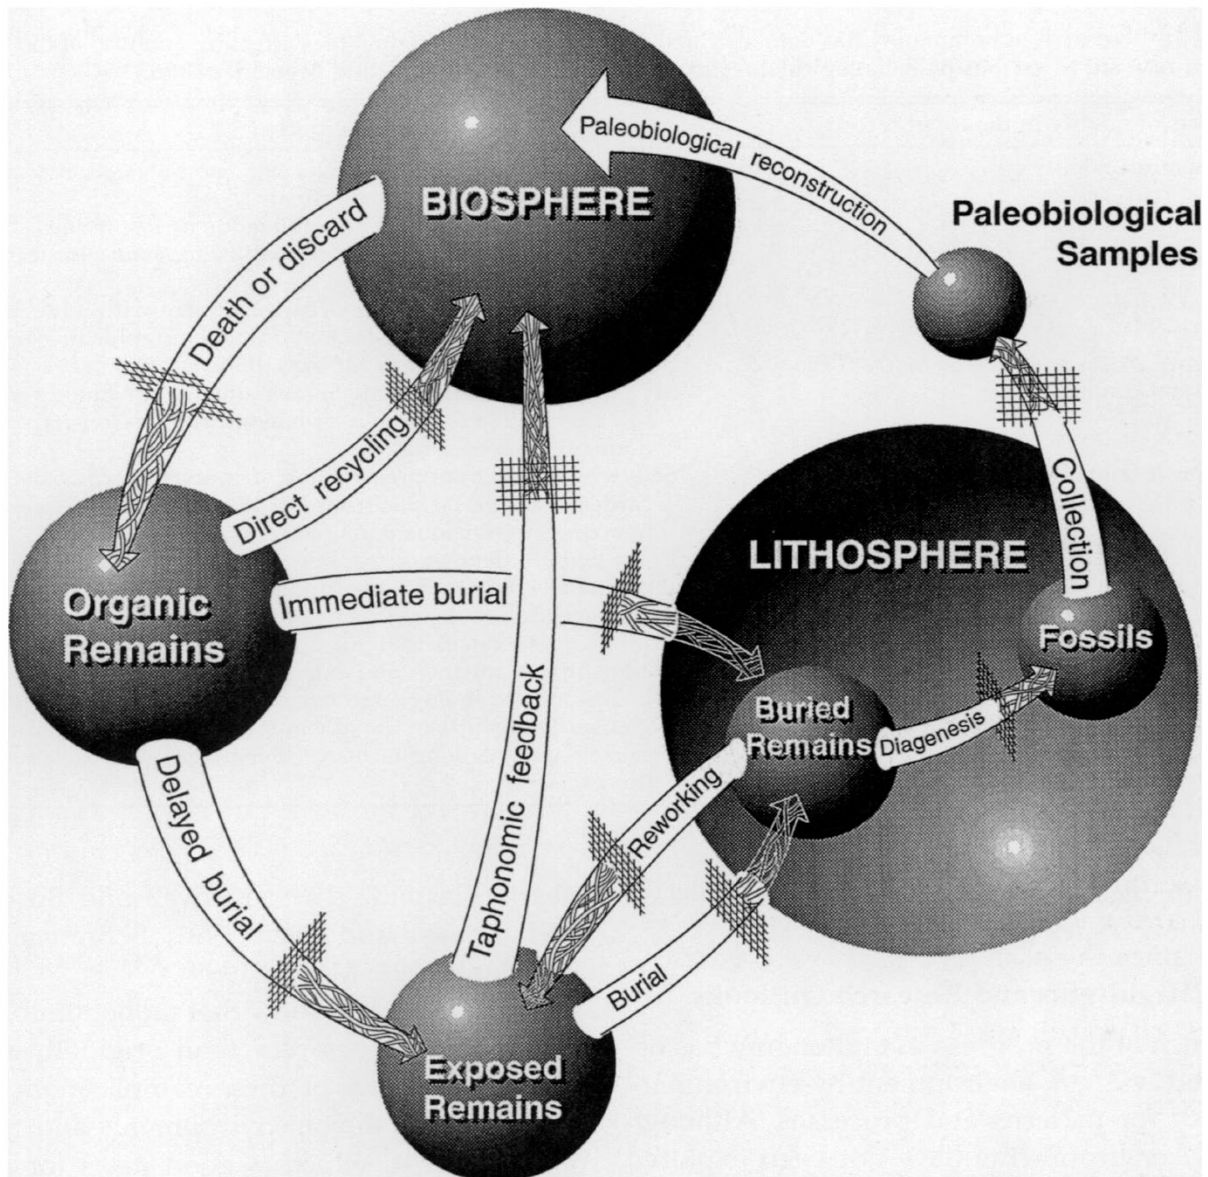 BIOSPHERE
Paleobiological reconstruction
Paleobiological
Samples
Death or discard
Direct recycling
Collection
LITHOSPHERE
Organic
Remains
Immediate burial
Fossils
Buried
Remains
Diagenesis
Taphonomic feedback
Reworking
Delayed burial
Burial
Exposed
Remains